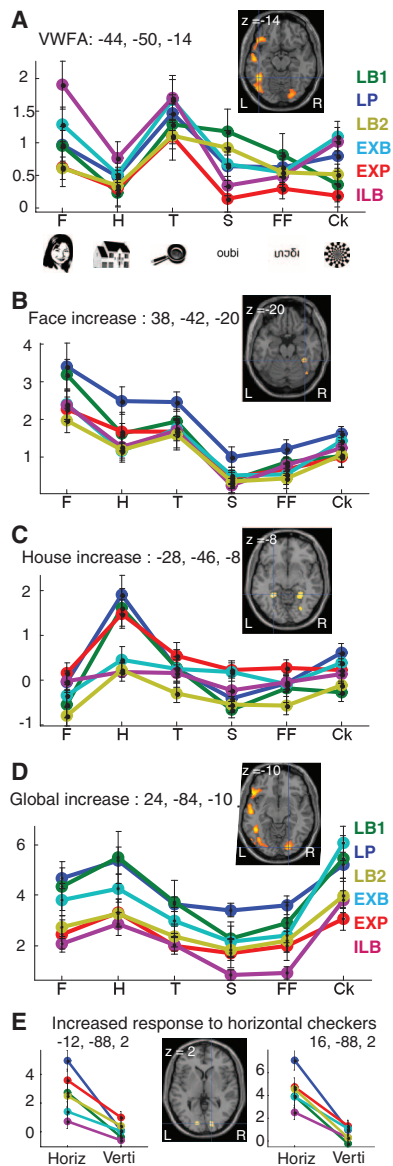 A
VWFA: -44, -50, -14
z = -14
L R
2
1.5
1
0.5
0
F H T S FF Ck
LB1
LP
LB2
EXB
EXP
ILB
oubi
B
Face increase : 38, -42, -20
z=-20
L R
4
3
2
1
F H T S FF Ck
C
House increase : -28, -46, -8
z=-8
L R
2
1
0
-1
F H T S FF Ck
D
Global increase : 24, -84, -10
z=-10
L R
6
4
2
F H T S FF Ck
LB1
LP
LB2
EXB
EXP
ILB
E
Increased response to horizontal checkers
-12, -88, 2
16, -88, 2
z= 2
L R
4
2
0
Horiz Verti
6
4
2
0
Horiz Verti